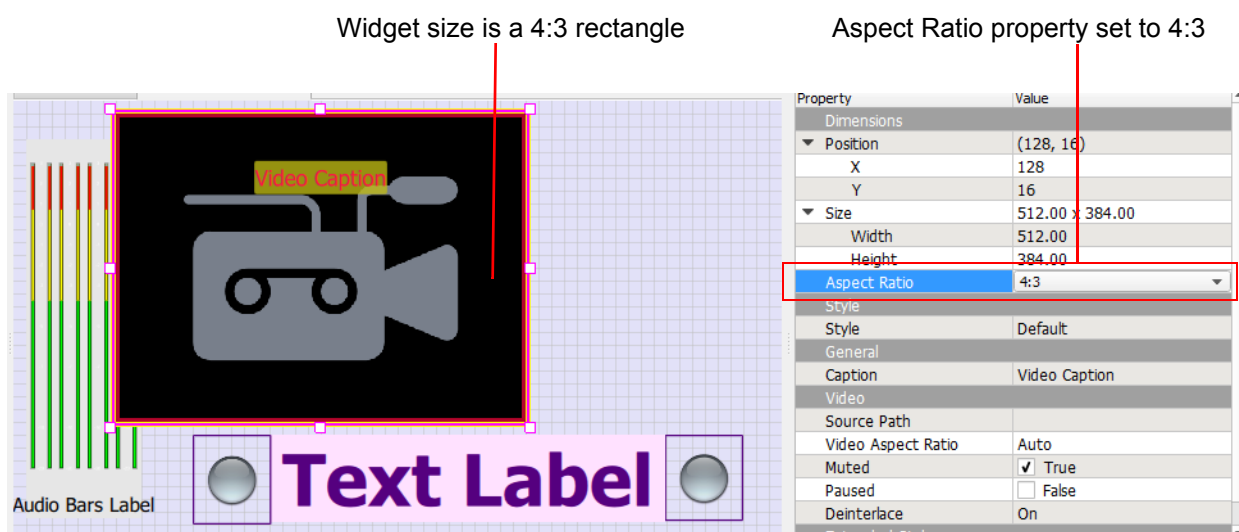 Widget size is a 4:3 rectangle
Aspect Ratio property set to 4:3
Video Caption
Audio Bars Label
Text Label
Property Value
Dimensions
Position (128, 16)
X 128
Y 16
Size 512.00 x 384.00
Width 512.00
Height 384.00
Aspect Ratio 4:3
Style
Style Default
General
Caption Video Caption
Video
Source Path
Video Aspect Ratio Auto
Muted True
Paused False
Deinterlace On